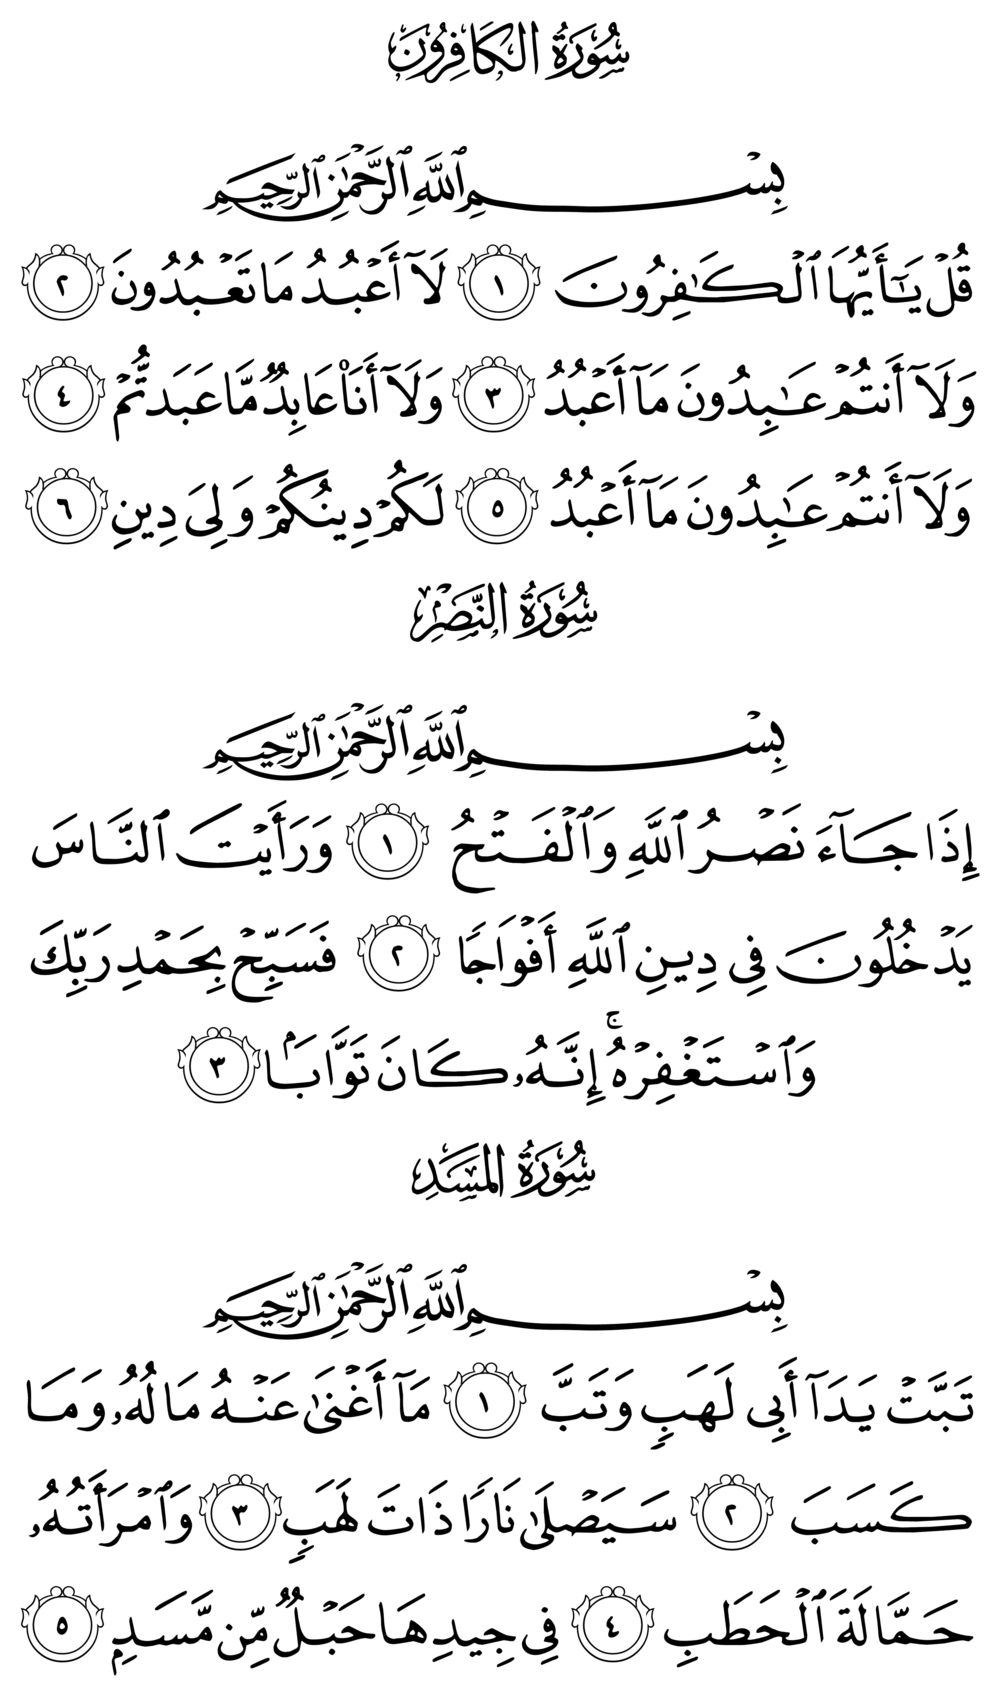 سُورَةُ الكَافِرُونَ
بِسۡمِ ٱللَّهِ ٱلرَّحۡمَٰنِ ٱلرَّحِيمِ
قُلۡ يَٰٓأَيُّهَا ٱلۡكَٰفِرُونَ ١ لَآ أَعۡبُدُ مَا تَعۡبُدُونَ ٢
وَلَآ أَنتُمۡ عَٰبِدُونَ مَآ أَعۡبُدُ ٣ وَلَآ أَنَا۠ عَابِدٞ مَّا عَبَدتُّمۡ ٤
وَلَآ أَنتُمۡ عَٰبِدُونَ مَآ أَعۡبُدُ ٥ لَكُمۡ دِينُكُمۡ وَلِيَ دِينِ ٦
سُورَةُ النَّصۡرِ
بِسۡمِ ٱللَّهِ ٱلرَّحۡمَٰنِ ٱلرَّحِيمِ
إِذَا جَآءَ نَصۡرُ ٱللَّهِ وَٱلۡفَتۡحُ ١ وَرَأَيۡتَ ٱلنَّاسَ
يَدۡخُلُونَ فِي دِينِ ٱللَّهِ أَفۡوَاجٗا ٢ فَسَبِّحۡ بِحَمۡدِ رَبِّكَ
وَٱسۡتَغۡفِرۡهُۚ إِنَّهُۥ كَانَ تَوَّابَۢا ٣
سُورَةُ المَسَدِ
بِسۡمِ ٱللَّهِ ٱلرَّحۡمَٰنِ ٱلرَّحِيمِ
تَبَّتۡ يَدَآ أَبِي لَهَبٖ وَتَبَّ ١ مَآ أَغۡنَىٰ عَنۡهُ مَالُهُۥ وَمَا
كَسَبَ ٢ سَيَصۡلَىٰ نَارٗا ذَاتَ لَهَبٖ ٣ وَٱمۡرَأَتُهُۥ
حَمَّالَةَ ٱلۡحَطَبِ ٤ فِي جِيدِهَا حَبۡلٞ مِّن مَّسَدِۭ ٥